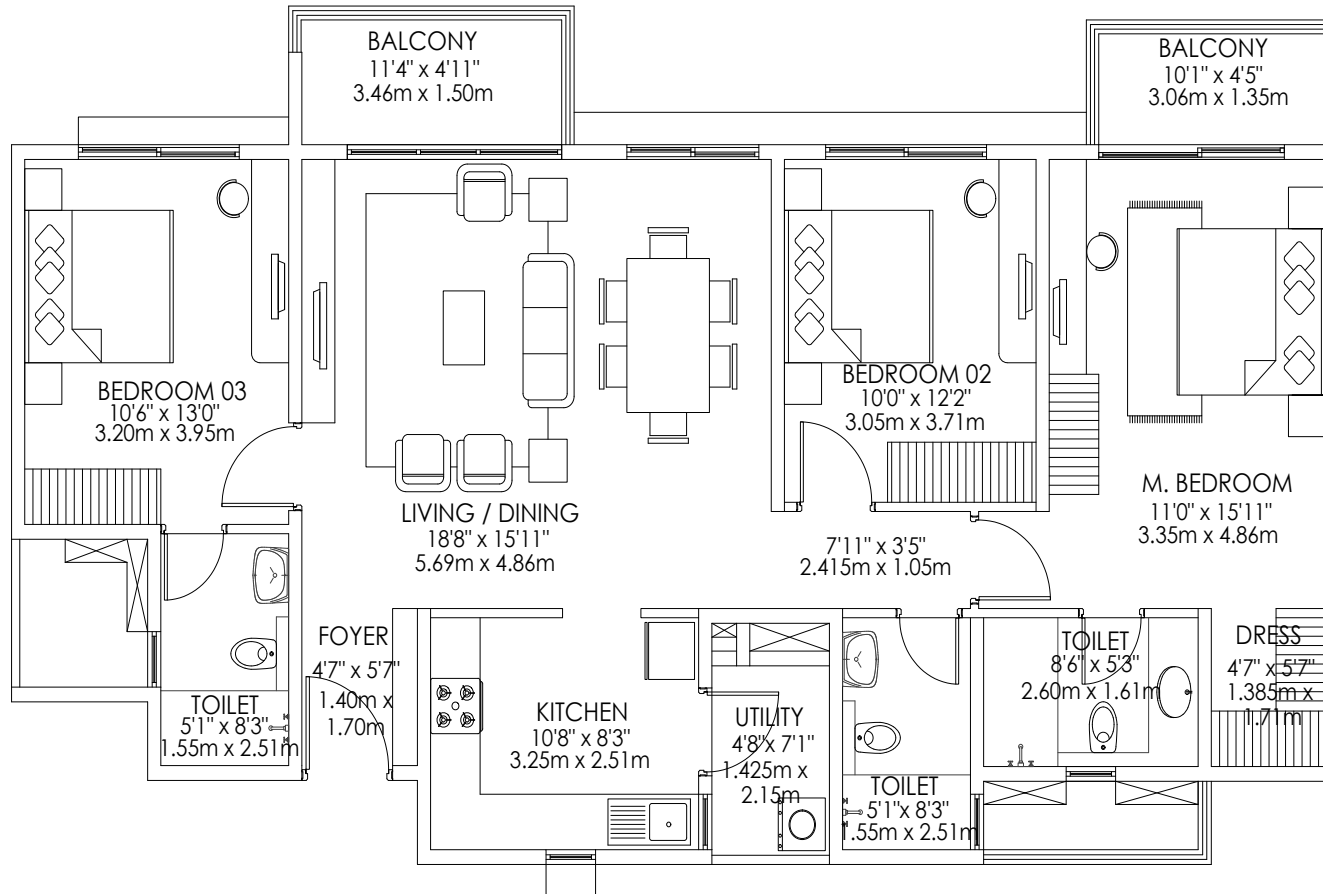 BALCONY
11'4" x 4'11"
3.46m x 1.50m
BALCONY
10'1" x 4'5"
3.06m x 1.35m
BEDROOM 03
10'6" x 13'0"
3.20m x 3.95m
LIVING / DINING
18'8" x 15'11"
5.69m x 4.86m
BEDROOM 02
10'0" x 12'2"
3.05m x 3.71m
M. BEDROOM
11'0" x 15'11"
3.35m x 4.86m
7'11" x 3'5"
2.415m x 1.05m
FOYER
4'7" x 5'7"
1.40m x
1.70m
TOILET
5'1" x 8'3"
1.55m x 2.51m
KITCHEN
10'8" x 8'3"
3.25m x 2.51m
UTILITY
4'8" x 7'1"
1.425m x
2.15m
TOILET
5'1"x 8'3"
1.55m x 2.51m
TOILET
8'6" x 5'3"
2.60m x 1.61m
DRESS
4'7" x 5'7"
1.385m x
1.71m